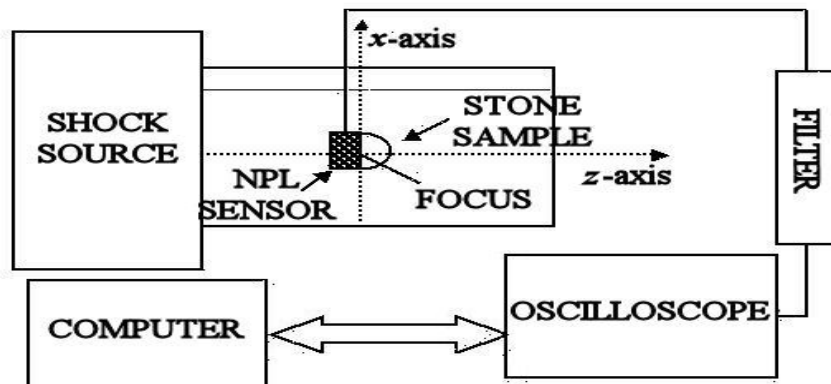 x-axis
SHOCK
SOURCE
STONE
SAMPLE
FILTER
NPL
SENSOR
z-axis
FOCUS
COMPUTER
OSCILLOSCOPE